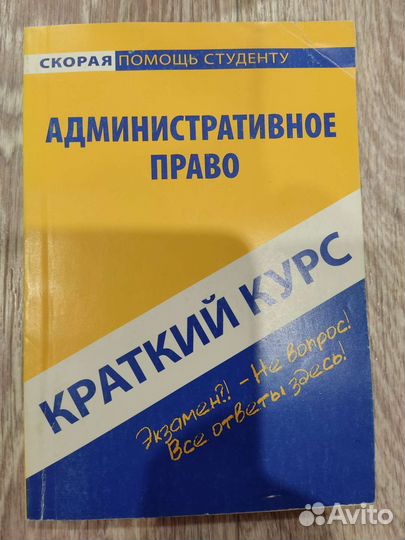 СКОРАЯ ПОМОЩЬ СТУДЕНТУ
АДМИНИСТРАТИВНОЕ
ПРАВО
КРАТКИЙ КУРС
Экзамен?! - Не вопрос!
Все ответы здесь!
Avito